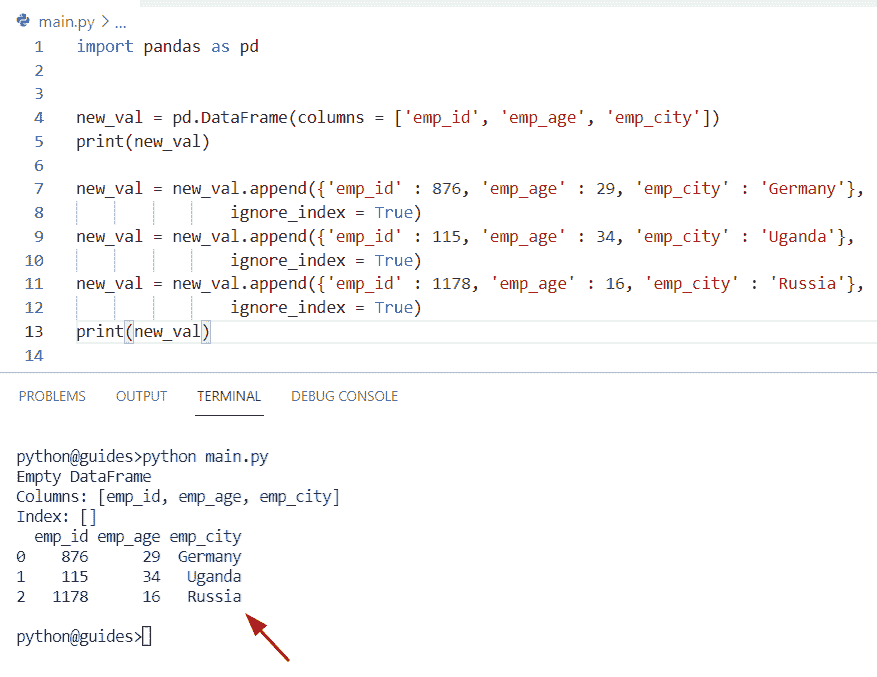 main.py > ...
1 import pandas as pd
2
3
4 new_val = pd.DataFrame(columns = ['emp_id', 'emp_age', 'emp_city'])
5 print(new_val)
6
7 new_val = new_val.append({'emp_id' : 876, 'emp_age' : 29, 'emp_city' : 'Germany'},
8                 ignore_index = True)
9 new_val = new_val.append({'emp_id' : 115, 'emp_age' : 34, 'emp_city' : 'Uganda'},
10                 ignore_index = True)
11 new_val = new_val.append({'emp_id' : 1178, 'emp_age' : 16, 'emp_city' : 'Russia'},
12                 ignore_index = True)
13 print(new_val)
14
PROBLEMS OUTPUT TERMINAL DEBUG CONSOLE
python@guides>python main.py
Empty DataFrame
Columns: [emp_id, emp_age, emp_city]
Index: []
  emp_id emp_age emp_city
0    876      29  Germany
1    115      34   Uganda
2   1178      16   Russia
python@guides>